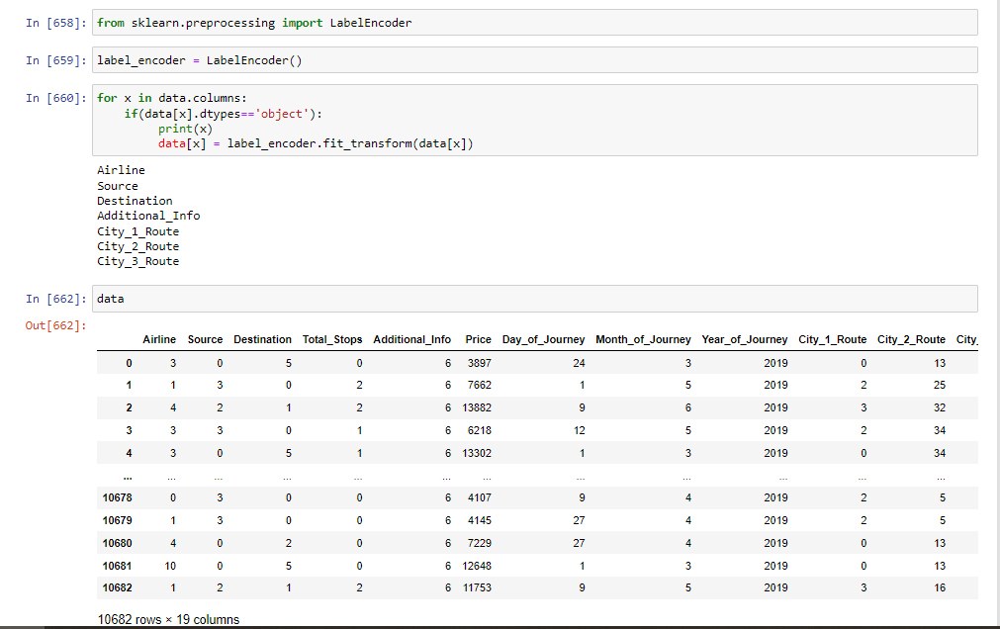 In [658]: from sklearn.preprocessing import LabelEncoder
In [659]: label_encoder = LabelEncoder()
In [660]: for x in data.columns:
if(data[x].dtypes=='object'):
print(x)
data[x] = label_encoder.fit_transform(data[x])
Airline
Source
Destination
Additional_Info
City_1_Route
City_2_Route
City_3_Route
In [662]: data
Out[662]:
Airline Source Destination Total_Stops Additional_Info Price Day_of_Journey Month_of_Journey Year_of_Journey City_1_Route City_2_Route City_
0 3 0 5 0 6 3897 24 3 2019 0 13
1 1 3 0 2 6 7662 1 5 2019 2 25
2 4 2 1 2 6 13882 9 6 2019 3 32
3 3 3 0 1 6 6218 12 5 2019 2 34
4 3 0 5 1 6 13302 1 3 2019 0 34
... ... ... ... ... ... ... ... ... ... ... ...
10678 0 3 0 0 6 4107 9 4 2019 2 5
10679 1 3 0 0 6 4145 27 4 2019 2 5
10680 4 0 2 0 6 7229 27 4 2019 0 13
10681 10 0 5 0 6 12648 1 3 2019 0 13
10682 1 2 1 2 6 11753 9 5 2019 3 16
10682 rows × 19 columns